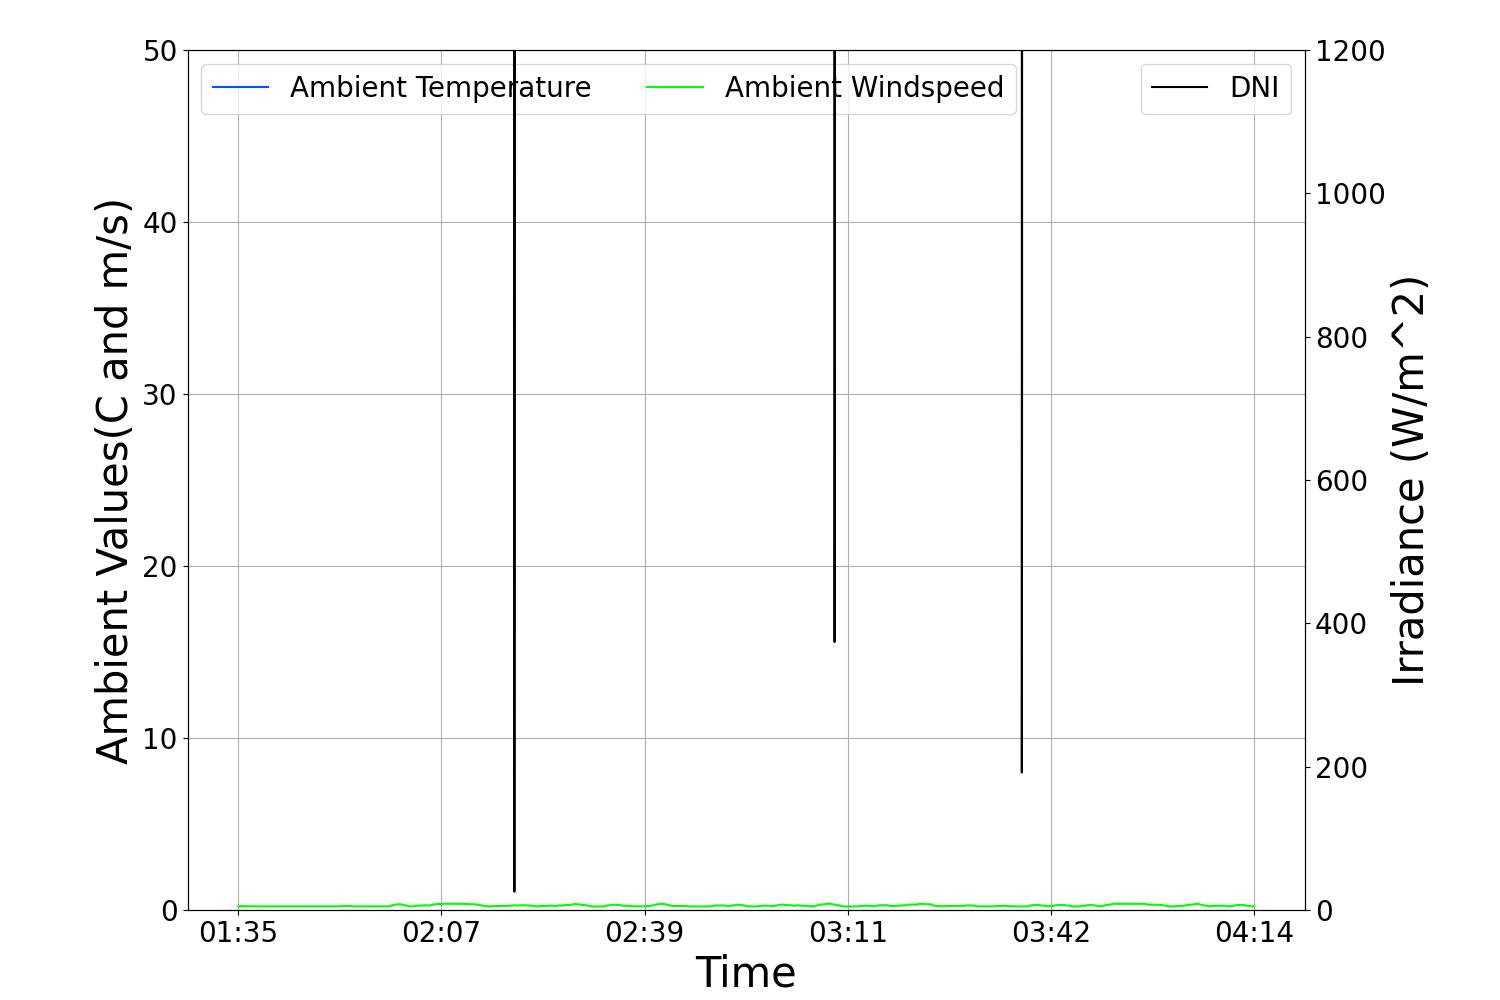 50
40
30
20
10
0
Ambient Values(C and m/s)
Ambient Temperature
Ambient Windspeed
DNI
1200
1000
800
600
400
200
0
Irradiance (W/m^2)
01:35 02:07 02:39 03:11 03:42 04:14
Time